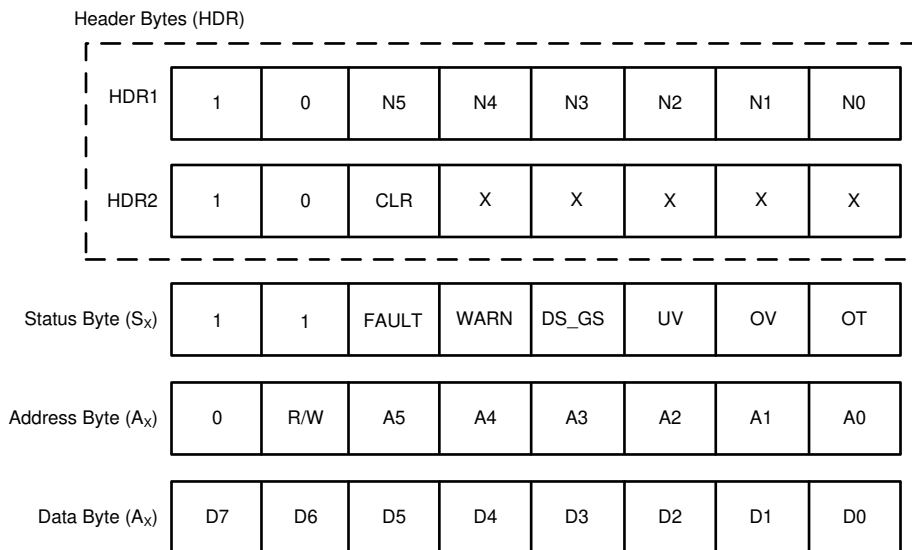 Header Bytes (HDR)
HDR1 1 0 N5 N4 N3 N2 N1 N0
HDR2 1 0 CLR X X X X X
Status Byte (SX) 1 1 FAULT WARN DS_GS UV OV OT
Address Byte (AX) 0 R/W A5 A4 A3 A2 A1 A0
Data Byte (AX) D7 D6 D5 D4 D3 D2 D1 D0